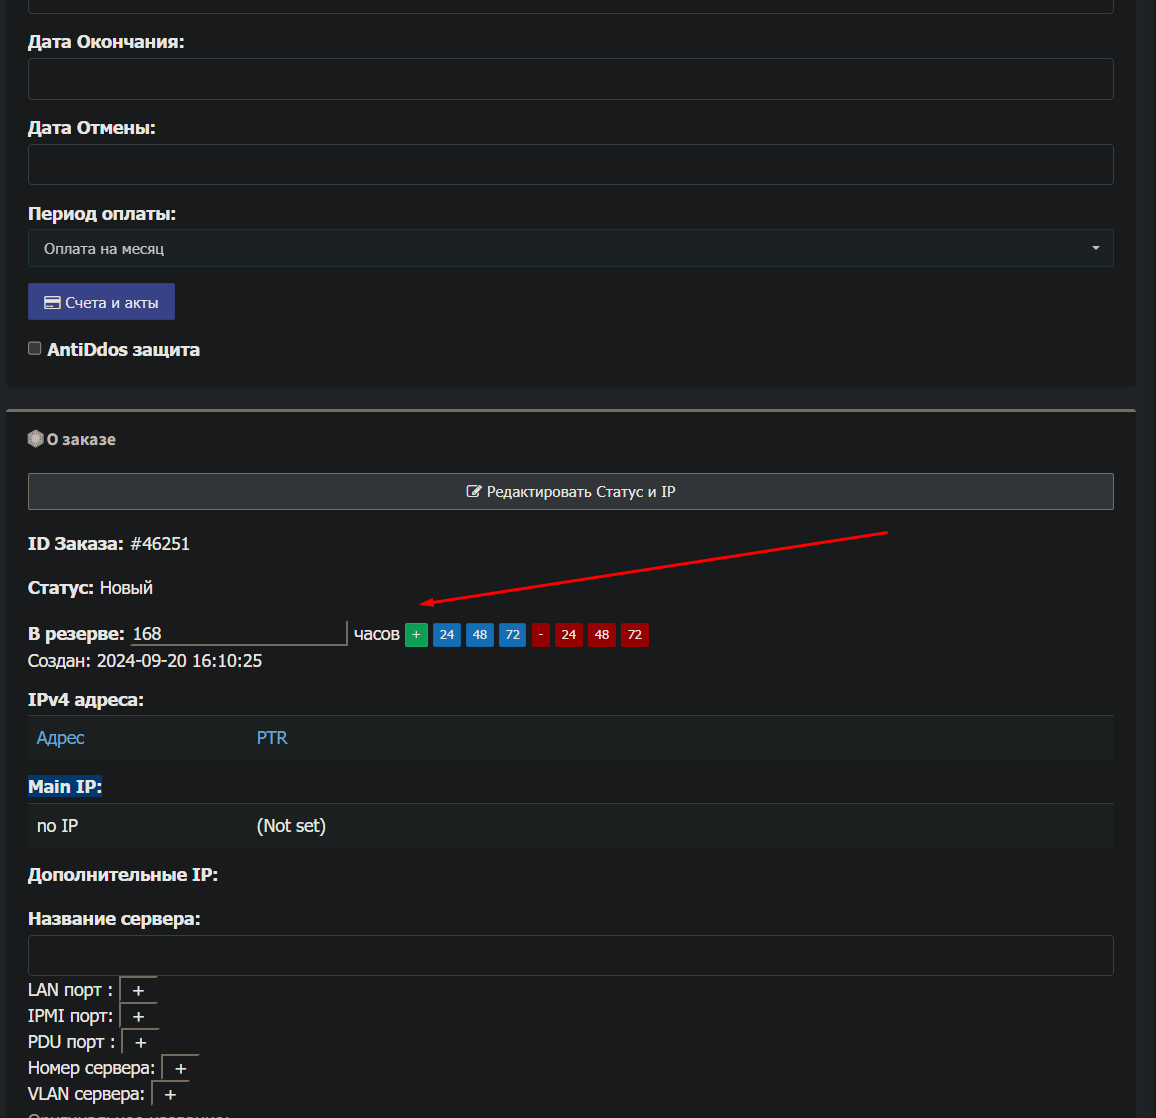 Дата Окончания:
Дата Отмены:
Период оплаты:
Оплата на месяц
Счета и акты
AntiDdos защита
О заказе
Редактировать Статус и IP
ID Заказа: #46251
Статус: Новый
В резерве: 168 часов + 24 48 72 - 24 48 72
Создан: 2024-09-20 16:10:25
IPv4 адреса:
Адрес PTR
Main IP:
no IP (Not set)
Дополнительные IP:
Название сервера:
LAN порт : +
IPMI порт: +
PDU порт : +
Номер сервера: +
VLAN сервера: +